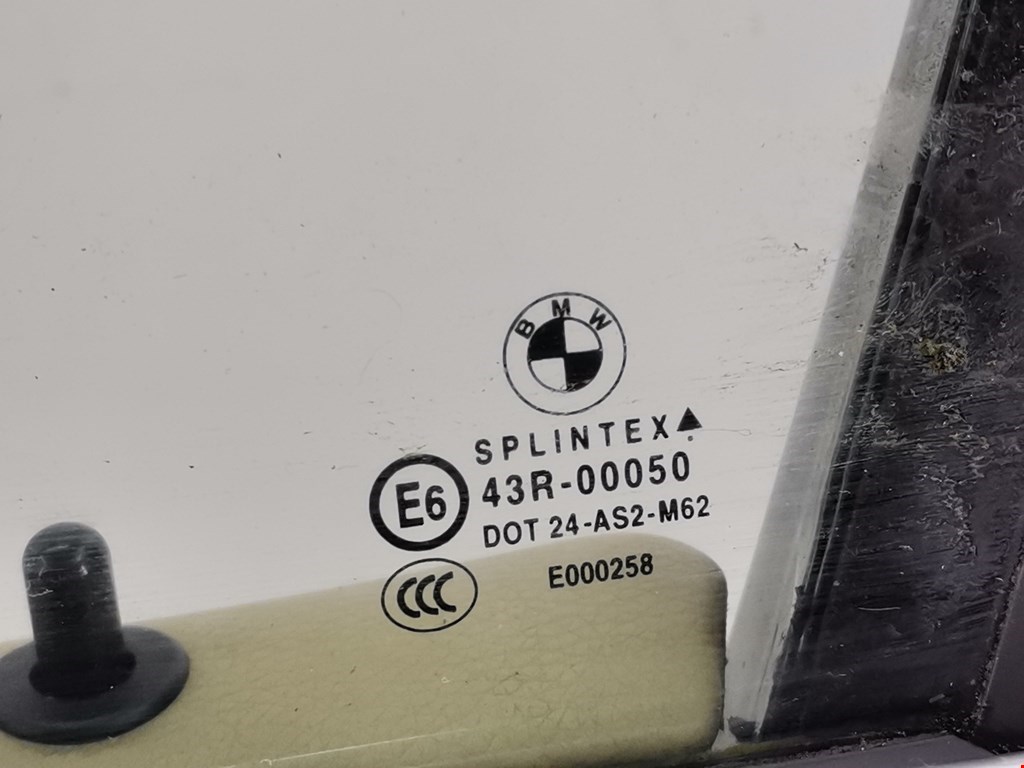 BMW
SPLINTEX
E6 43R-00050
DOT 24-AS2-M62
CCC E000258